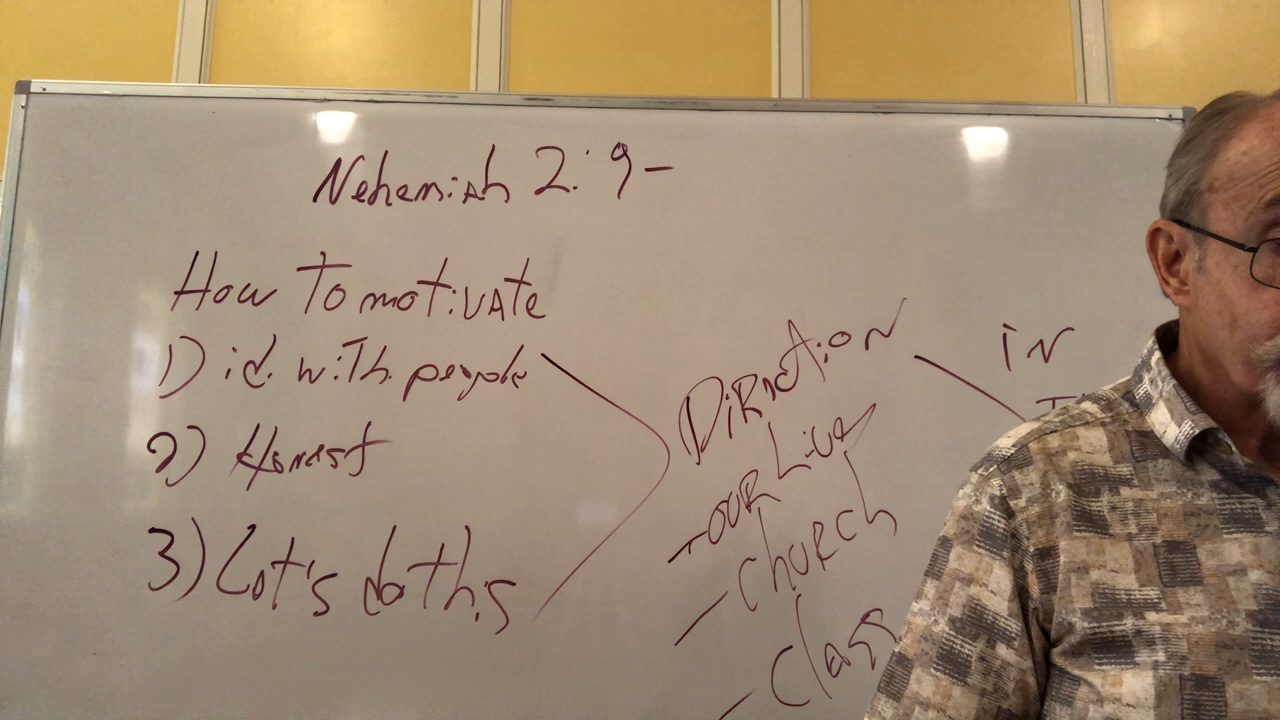 Nehemiah 2:9-
How To motivate
1) id. with people
2) Honest
3) Let's do this
Direction
- our Live
- church
- Class
in